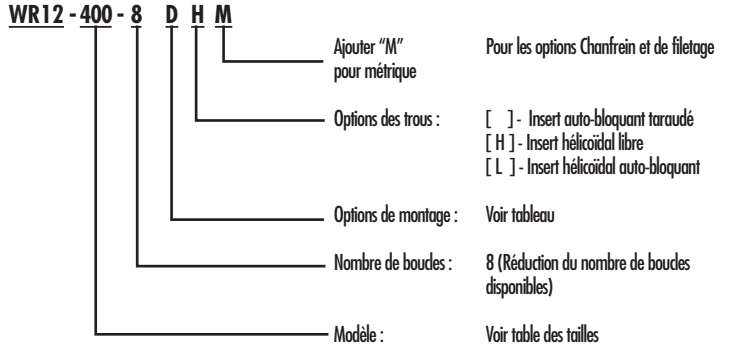 WR12 - 400 - 8 D H M
Ajouter “M” Pour les options Chanfrein et de filetage
pour métrique
Options des trous : [ ] - Insert auto-bloquant taraudé
[ H ] - Insert hélicoïdal libre
[ L ] - Insert hélicoïdal auto-bloquant
Options de montage : Voir tableau
Nombre de boucles : 8 (Réduction du nombre de boucles
disponibles)
Modèle : Voir table des tailles